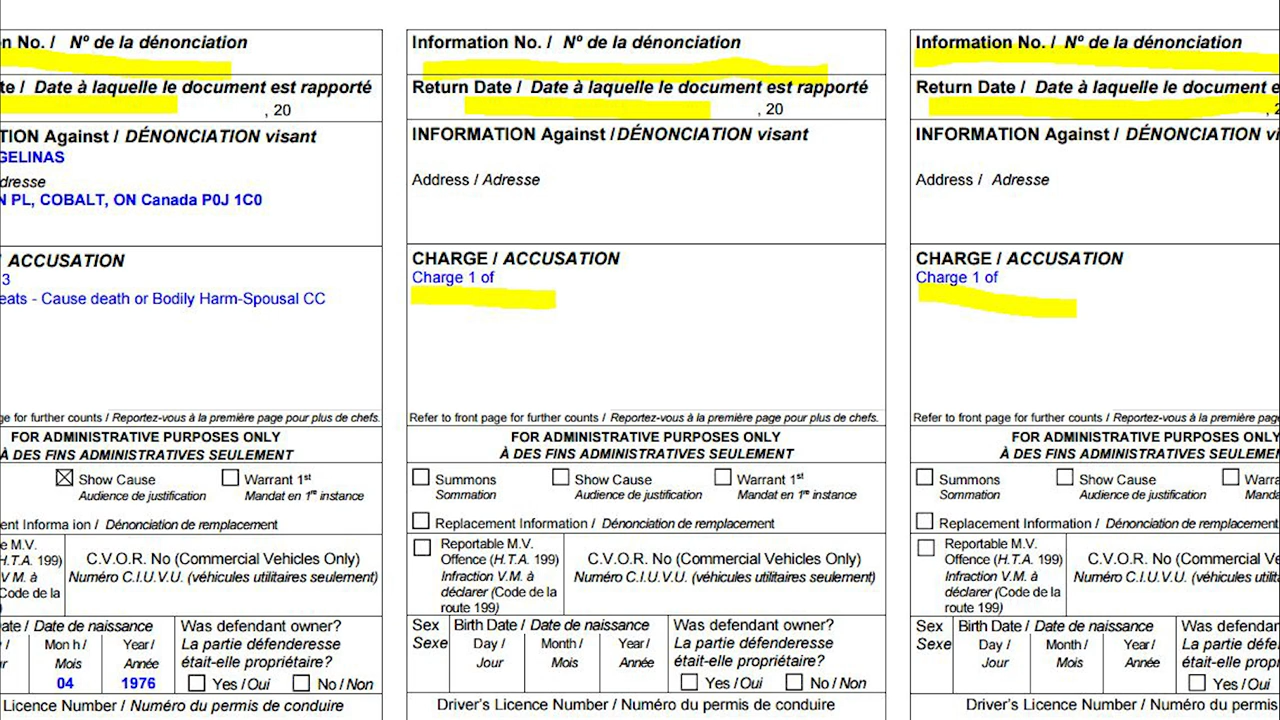 n No. / Nº de la dénonciation
te / Date à laquelle le document est rapporté
, 20
TION Against / DÉNONCIATION visant
GELINAS
dresse
N PL, COBALT, ON Canada P0J 1C0
/ ACCUSATION
3
eats - Cause death or Bodily Harm-Spousal CC
ge for further counts / Reportez-vous à la première page pour plus de chefs.
FOR ADMINISTRATIVE PURPOSES ONLY
À DES FINS ADMINISTRATIVES SEULEMENT
Show Cause
Audience de justification
Warrant 1st
Mandat en 1re instance
ent Informa ion / Dénonciation de remplacement
e M.V.
H.T.A. 199)
V M. à
Code de la
)
C.V.O.R. No (Commercial Vehicles Only)
Numéro C.I.U.V.U. (véhicules utilitaires seulement)
ate / Date de naissance
/
r
Mon h /
Mois
04
Year /
Année
1976
Was defendant owner?
La partie défenderesse
était-elle propriétaire?
Yes / Oui
No / Non
Licence Number / Numéro du permis de conduire
Information No. / Nº de la dénonciation
Return Date / Date à laquelle le document est rapporté
, 20
INFORMATION Against / DÉNONCIATION visant
Address / Adresse
CHARGE / ACCUSATION
Charge 1 of
Refer to front page for further counts / Reportez-vous à la première page pour plus de chefs.
FOR ADMINISTRATIVE PURPOSES ONLY
À DES FINS ADMINISTRATIVES SEULEMENT
Summons
Sommation
Show Cause
Audience de justification
Warrant 1st
Mandat en 1re instance
Replacement Information / Dénonciation de remplacement
Reportable M.V.
Offence (H.T.A. 199)
Infraction V.M. à
déclarer (Code de la
route 199)
C.V.O.R. No (Commercial Vehicles Only)
Numéro C.I.U.V.U. (véhicules utilitaires seulement)
Sex
Sexe
Birth Date / Date de naissance
Day /
Jour
Month /
Mois
Year /
Année
Was defendant owner?
La partie défenderesse
était-elle propriétaire?
Yes / Oui
No / Non
Driver's Licence Number / Numéro du permis de conduire
Information No. / Nº de la dénonciation
Return Date / Date à laquelle le document e
, 2
INFORMATION Against / DÉNONCIATION vi
Address / Adresse
CHARGE / ACCUSATION
Charge 1 of
Refer to front page for further counts / Reportez-vous à la première pag
FOR ADMINISTRATIVE PURPOSES ONLY
À DES FINS ADMINISTRATIVES SEULEMEN
Summons
Sommation
Show Cause
Audience de justification
Warra
Manda
Replacement Information / Dénonciation de remplacement
Reportable M.V.
Offence (H.T.A. 199)
Infraction V.M. à
déclarer (Code de la
route 199)
C.V.O.R. No (Commercial Ve
Numéro C.I.U.V.U. (véhicules utilita
Sex
Sexe
Birth Date / Date de naissance
Day /
Jour
Month /
Mois
Year /
Année
Was defendan
La partie défe
était-elle prop
Yes / Oui
Driver's Licence Number / Numéro du permis